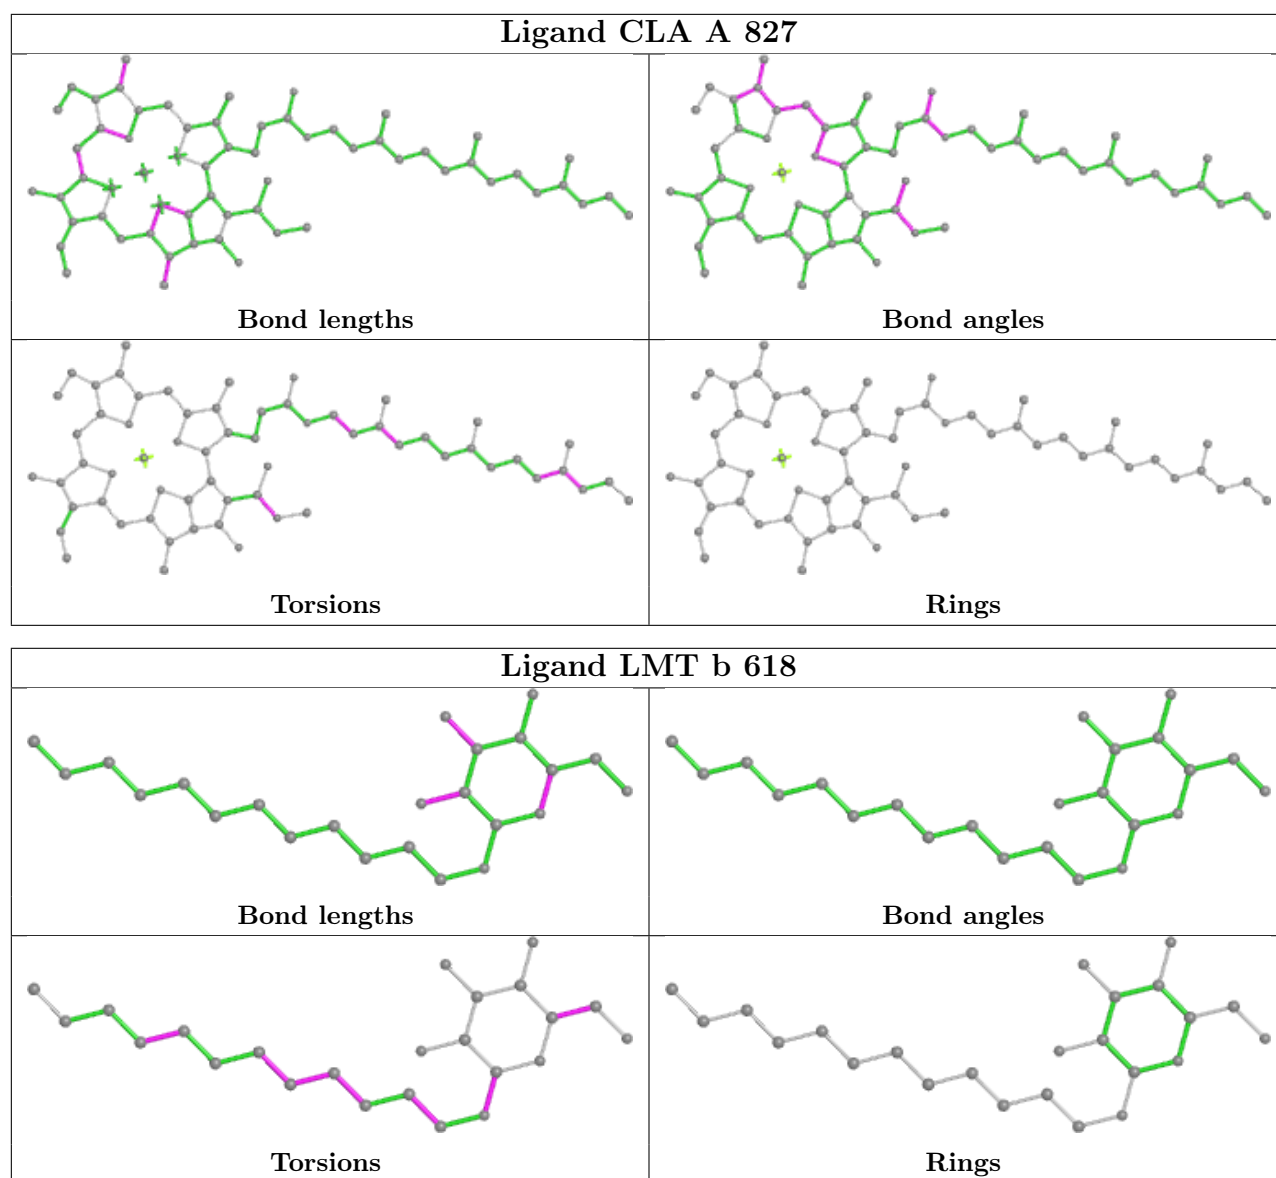 Ligand CLA A 827
Bond lengths
Bond angles
Torsions
Rings
Ligand LMT b 618
Bond lengths
Bond angles
Torsions
Rings